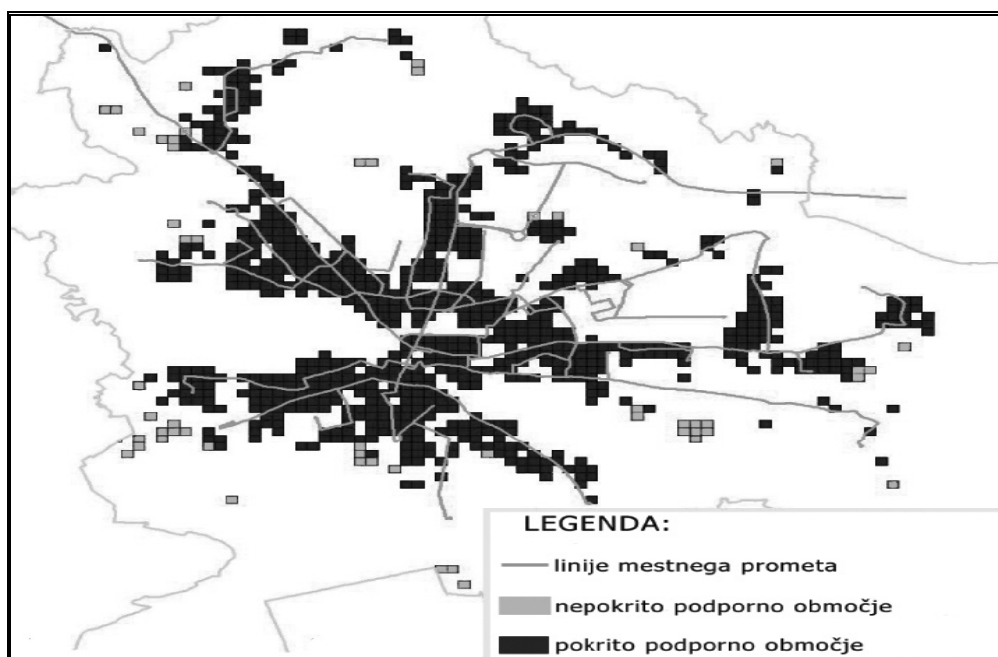 LEGENDA:
linije mestnega prometa
nepokrito podporno območje
pokrito podporno območje